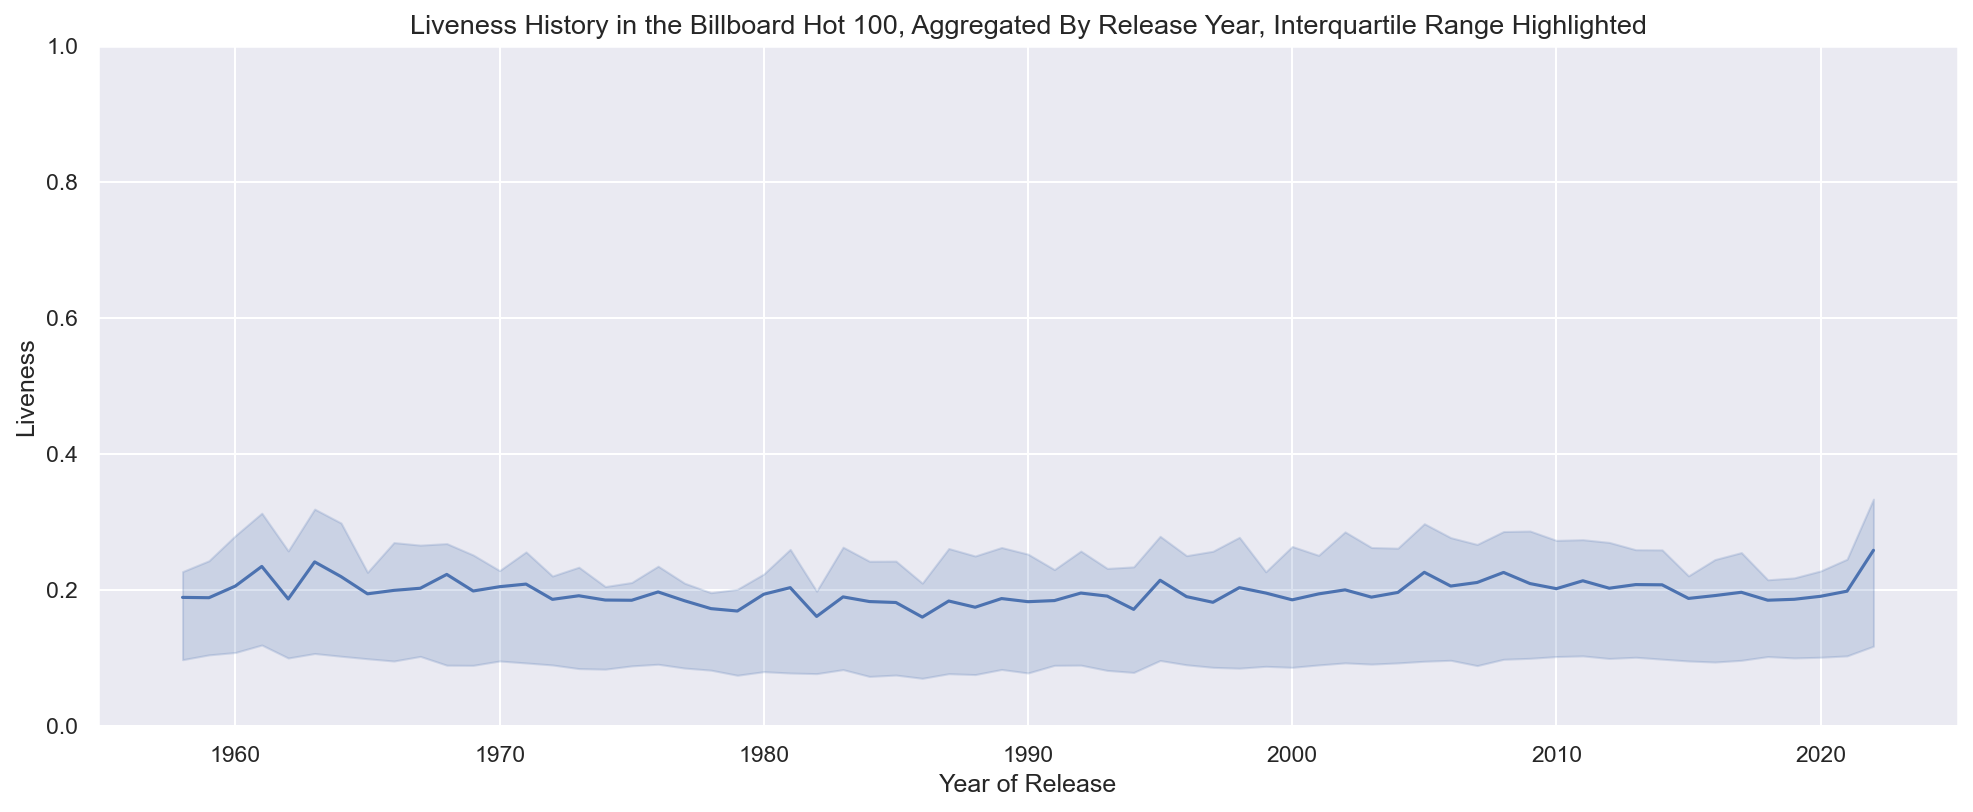 Liveness History in the Billboard Hot 100, Aggregated By Release Year, Interquartile Range Highlighted
1.0
0.8
0.6
0.4
0.2
0.0
Liveness
1960 1970 1980 1990 2000 2010 2020
Year of Release